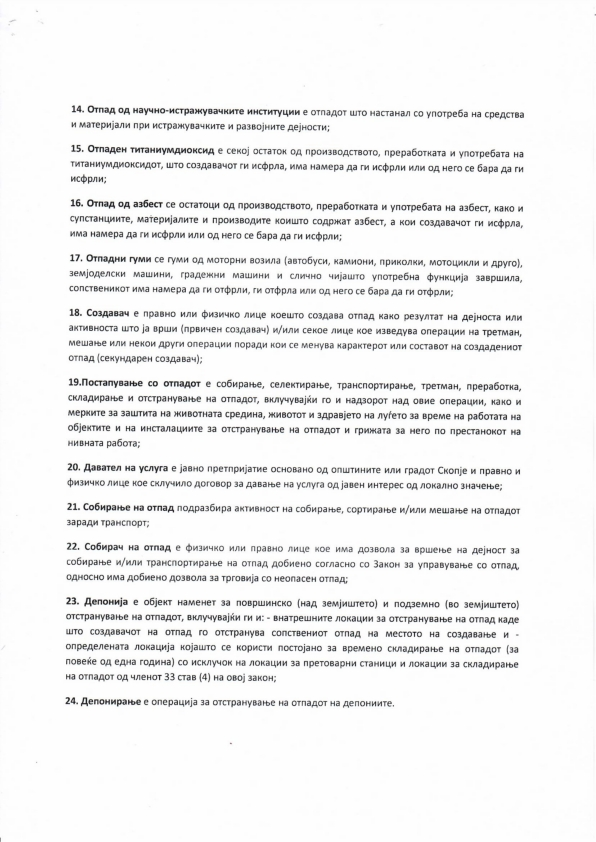 14. Отпад од научно-истражувачките институции е отпадот што настанал со употреба на средства
и материјали при истражувачките и развојните дејности;
15. Отпаден титаниумдиоксид е секој остаток од производството, преработката и употребата на
титаниумдиоксидот, што создавачот ги исфрла, има намера да ги исфрли или од него се бара да ги
исфрли;
16. Отпад од азбест се остатоци од производството, преработката и употребата на азбест, како и
супстанциите, материјалите и производите коишто содржат азбест, а кои создавачот ги исфрла,
има намера да ги исфрли или од него се бара да ги исфрли;
17. Отпадни гуми се гуми од моторни возила (автобуси, камиони, приколки, мотоцикли и друго),
земјоделски машини, градежни машини и слично чијашто употребна функција завршила,
сопственикот има намера да ги отфрли, ги отфрла или од него се бара да ги отфрли;
18. Создавач е правно или физичко лице коешто создава отпад како резултат на дејноста или
активноста што ја врши (првичен создавач) и/или секое лице кое изведува операции на третман,
мешање или некои други операции поради кои се менува карактерот или составот на создадениот
отпад (секундарен создавач);
19.Постапување со отпадот е собирање, селектирање, транспортирање, третман, преработка,
складирање и отстранување на отпадот, вклучувајќи го и надзорот над овие операции, како и
мерките за заштита на животната средина, животот и здравјето на луѓето за време на работата на
објектите и на инсталациите за отстранување на отпадот и грижата за него по престанокот на
нивната работа;
20. Давател на услуга е јавно претпријатие основано од општините или градот Скопје и правно и
физичко лице кое склучило договор за давање на услуга од јавен интерес од локално значење;
21. Собирање на отпад подразбира активност на собирање, сортирање и/или мешање на отпадот
заради транспорт;
22. Собирач на отпад е физичко или правно лице кое има дозвола за вршење на дејност за
собирање и/или транспортирање на отпад добиено согласно со Закон за управување со отпад,
односно има добиено дозвола за трговија со неопасен отпад;
23. Депонија е објект наменет за површинско (над земјиштето) и подземно (во земјиштето)
отстранување на отпадот, вклучувајќи ги и: - внатрешните локации за отстранување на отпад каде
што создавачот на отпад го отстранува сопствениот отпад на местото на создавање и -
определената локација којашто се користи постојано за времено складирање на отпадот (за
повеќе од една година) со исклучок на локации за претоварни станици и локации за складирање
на отпадот од членот 33 став (4) на овој закон;
24. Депонирање е операција за отстранување на отпадот на депониите.